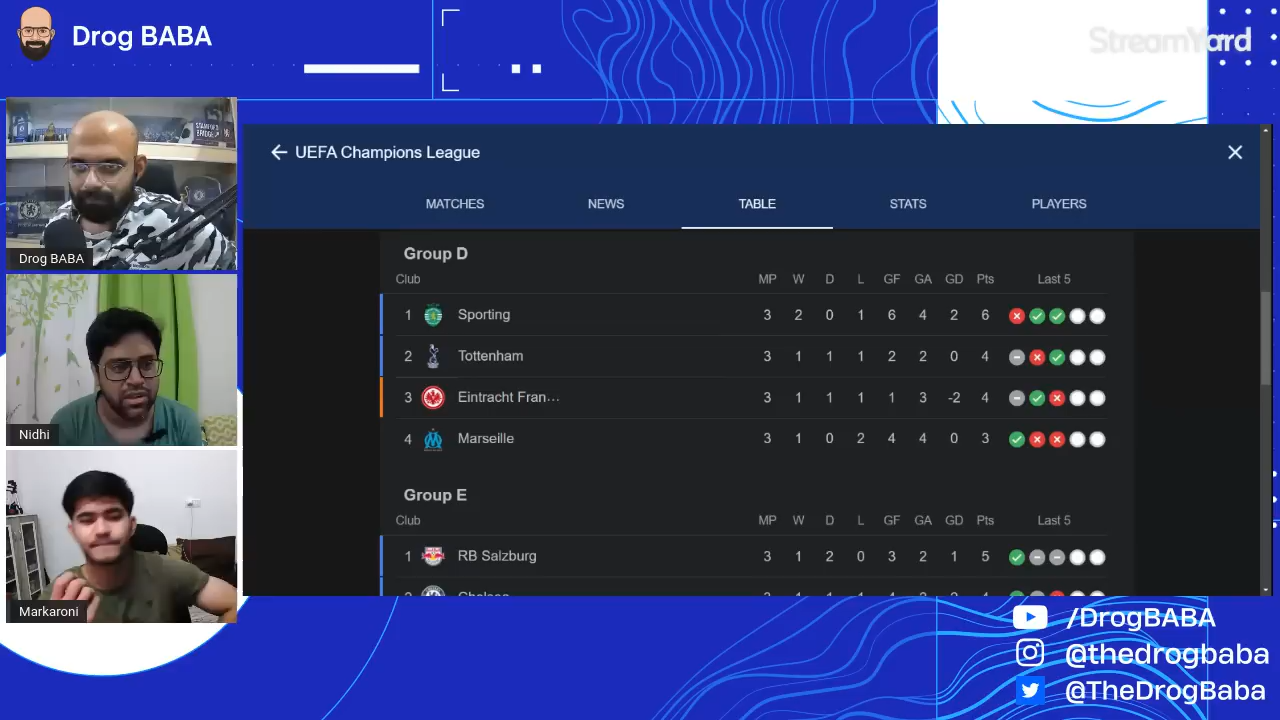 Drog BABA
StreamYard
STAMFORD
BRIDGE
Drog BABA
Nidhi
Markaroni
UEFA Champions League
MATCHES NEWS TABLE STATS PLAYERS
Group D
Club MP W D L GF GA GD Pts Last 5
1 Sporting 3 2 0 1 6 4 2 6
2 Tottenham 3 1 1 1 2 2 0 4
3 Eintracht Fran... 3 1 1 1 1 3 -2 4
4 Marseille 3 1 0 2 4 4 0 3
Group E
Club MP W D L GF GA GD Pts Last 5
1 RB Salzburg 3 1 2 0 3 2 1 5
/DrogBABA
@thedrogbaba
@TheDrogBaba